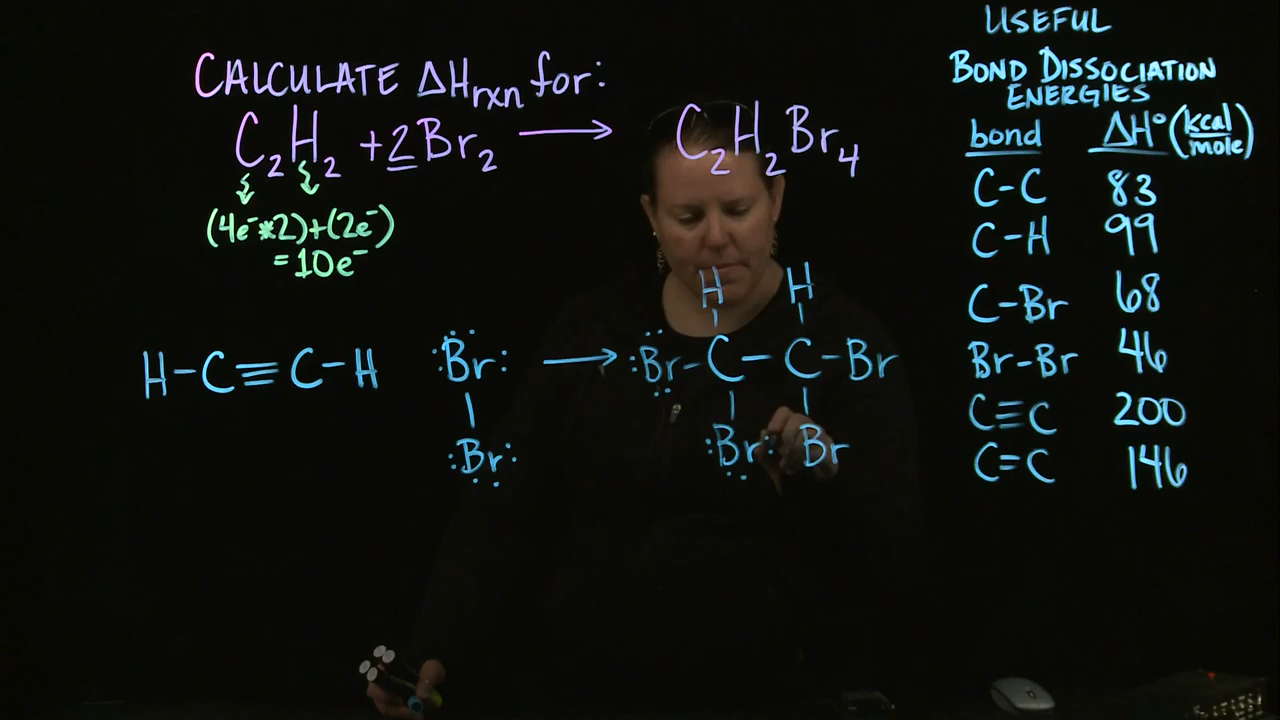 CALCULATE ΔHrxn for:
C₂H₂ + 2Br₂ → C₂H₂Br₄
(4e⁻*2)+(2e⁻)
=10e⁻
H H
H-C≡C-H :Br: → :Br-C-C-Br
:Br: :Br: Br
USEFUL
BOND DISSOCIATION
ENERGIES
bond ΔH° (kcal/mole)
C-C 83
C-H 99
C-Br 68
Br-Br 46
C≡C 200
C=C 146